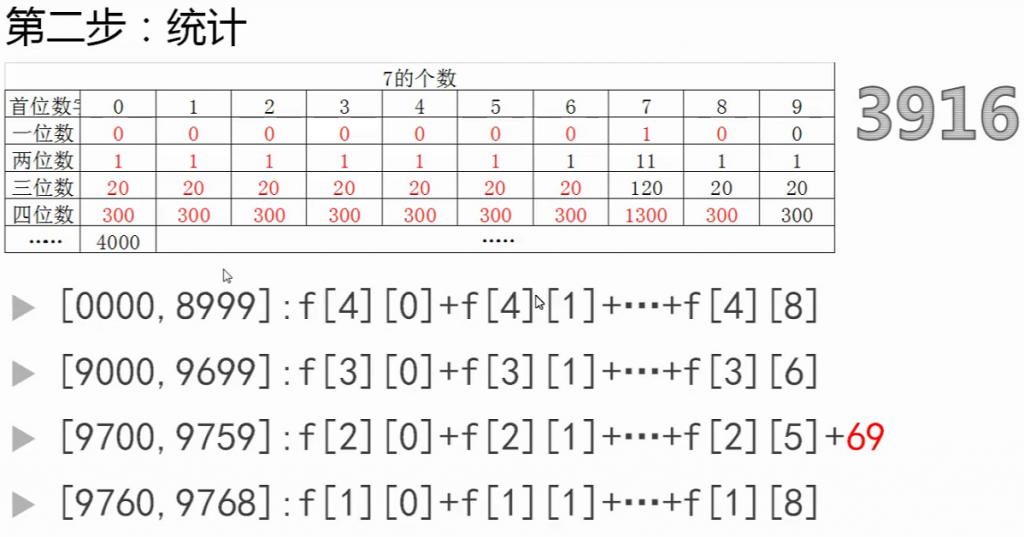 第二步：统计
7的个数
首位数字 0 1 2 3 4 5 6 7 8 9
一位数 0 0 0 0 0 0 0 1 0 0
两位数 1 1 1 1 1 1 1 11 1 1
三位数 20 20 20 20 20 20 20 120 20 20
四位数 300 300 300 300 300 300 300 1300 300 300
…… 4000 ……
3916
[0000,8999]:f[4][0]+f[4][1]+…+f[4][8]
[9000,9699]:f[3][0]+f[3][1]+…+f[3][6]
[9700,9759]:f[2][0]+f[2][1]+…+f[2][5]+69
[9760,9768]:f[1][0]+f[1][1]+…+f[1][8]